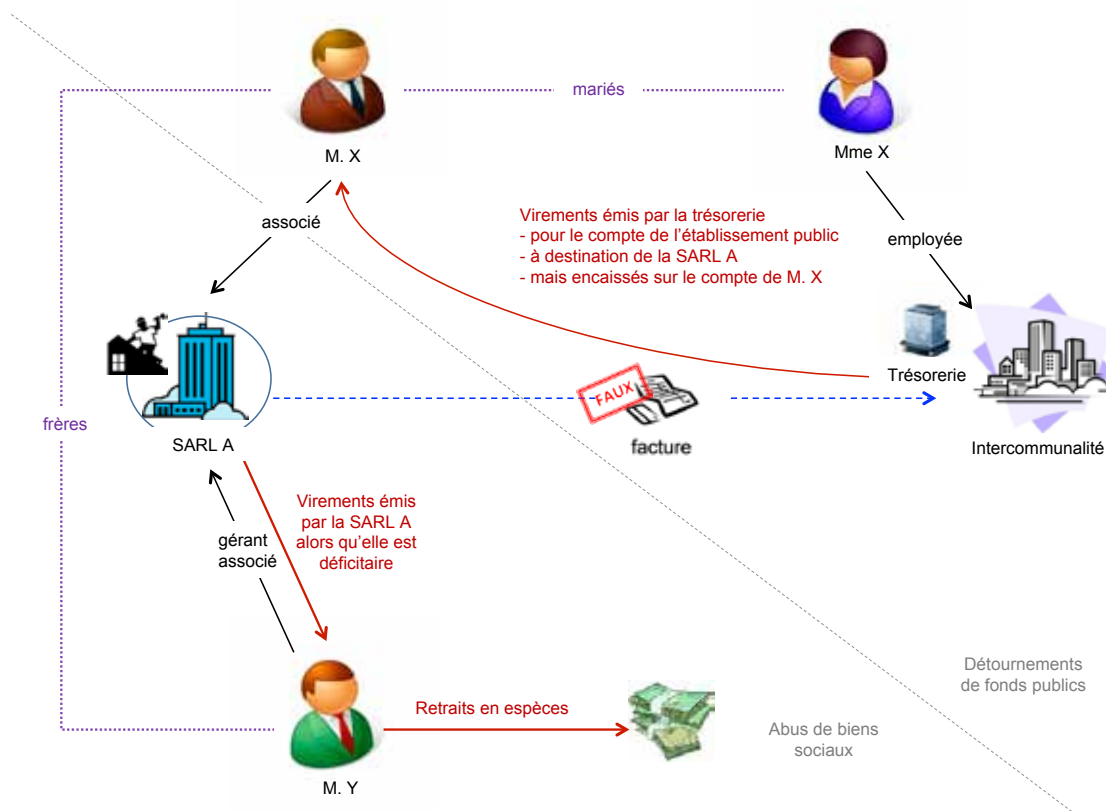 mariés
M. X
Mme X
associé
Virements émis par la trésorerie
- pour le compte de l'établissement public
- à destination de la SARL A
- mais encaissés sur le compte de M. X
employée
Trésorerie
FAUX
frères
SARL A
facture
Intercommunalité
Virements émis
par la SARL A
alors qu'elle est
déficitaire
gérant
associé
Détournements
de fonds publics
Retraits en espèces
Abus de biens
sociaux
M. Y